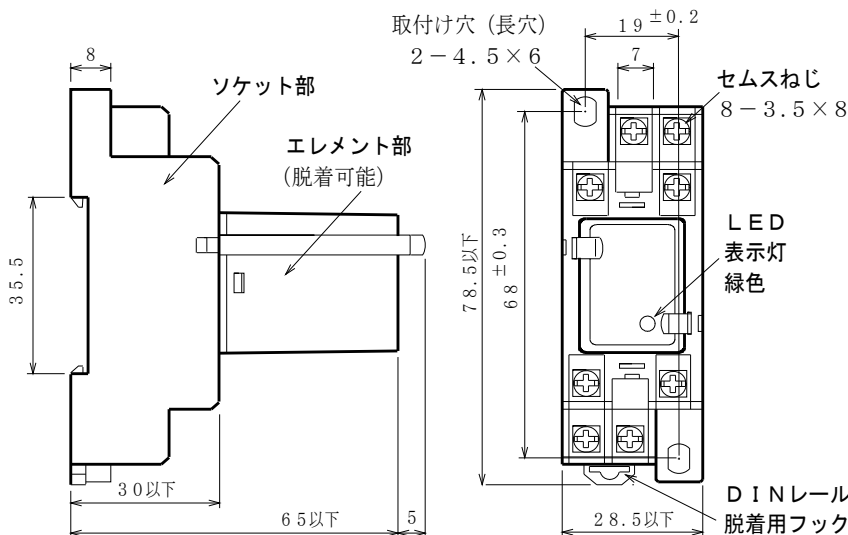 8
ソケット部
エレメント部
(脱着可能)
35.5
30以下
65以下
5
取付け穴 (長穴)
2-4.5×6
19±0.2
7
セムスねじ
8-3.5×8
78.5以下
68±0.3
LED
表示灯
緑色
28.5以下
DINレール
脱着用フック